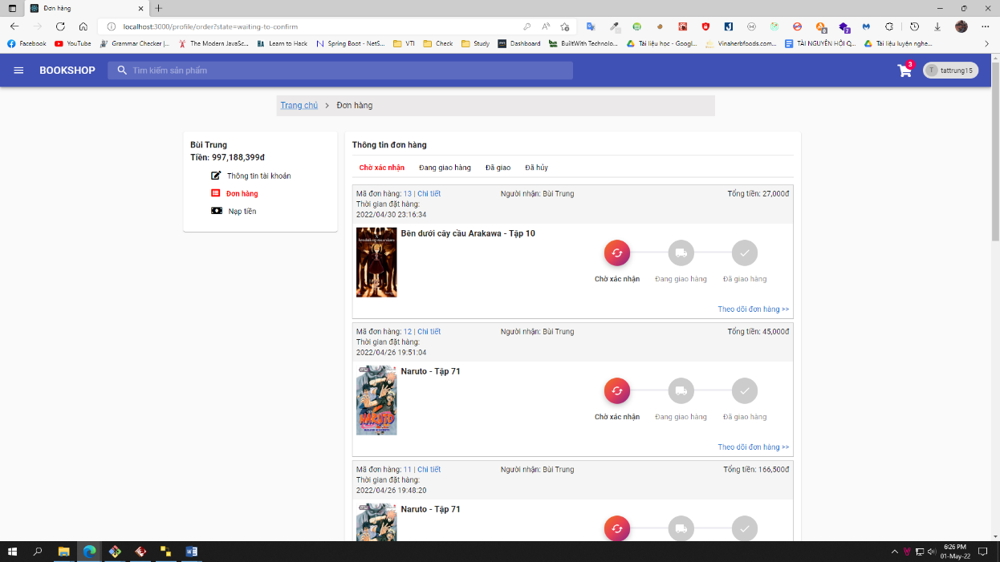 Đơn hàng
localhost:3000/profile/order?state=waiting-to-confirm
Facebook YouTube Grammar Checker |... The Modern JavaSc... Learn to Hack Spring Boot - NetS... VTI Check Study Dashboard BuiltWith Technolo... Tài liệu học - Googl... Vinaherbfoods.com... TÀI NGUYÊN HỎI Q... Tài liệu luyện nghe...
BOOKSHOP Tìm kiếm sản phẩm 3 T tattrung15
Trang chủ > Đơn hàng
Bùi Trung
Tiền: 997,188,399đ
Thông tin tài khoản
Đơn hàng
Nạp tiền
Thông tin đơn hàng
Chờ xác nhận Đang giao hàng Đã giao Đã hủy
Mã đơn hàng: 13 | Chi tiết Người nhận: Bùi Trung Tổng tiền: 27,000đ
Thời gian đặt hàng:
2022/04/30 23:16:34
Bên dưới cây cầu Arakawa - Tập 10
Chờ xác nhận Đang giao hàng Đã giao hàng
Theo dõi đơn hàng >>
Mã đơn hàng: 12 | Chi tiết Người nhận: Bùi Trung Tổng tiền: 45,000đ
Thời gian đặt hàng:
2022/04/26 19:51:04
Naruto - Tập 71
NARUTO
Chờ xác nhận Đang giao hàng Đã giao hàng
Theo dõi đơn hàng >>
Mã đơn hàng: 11 | Chi tiết Người nhận: Bùi Trung Tổng tiền: 166,500đ
Thời gian đặt hàng:
2022/04/26 19:48:20
Naruto - Tập 71
6:26 PM
01-May-22